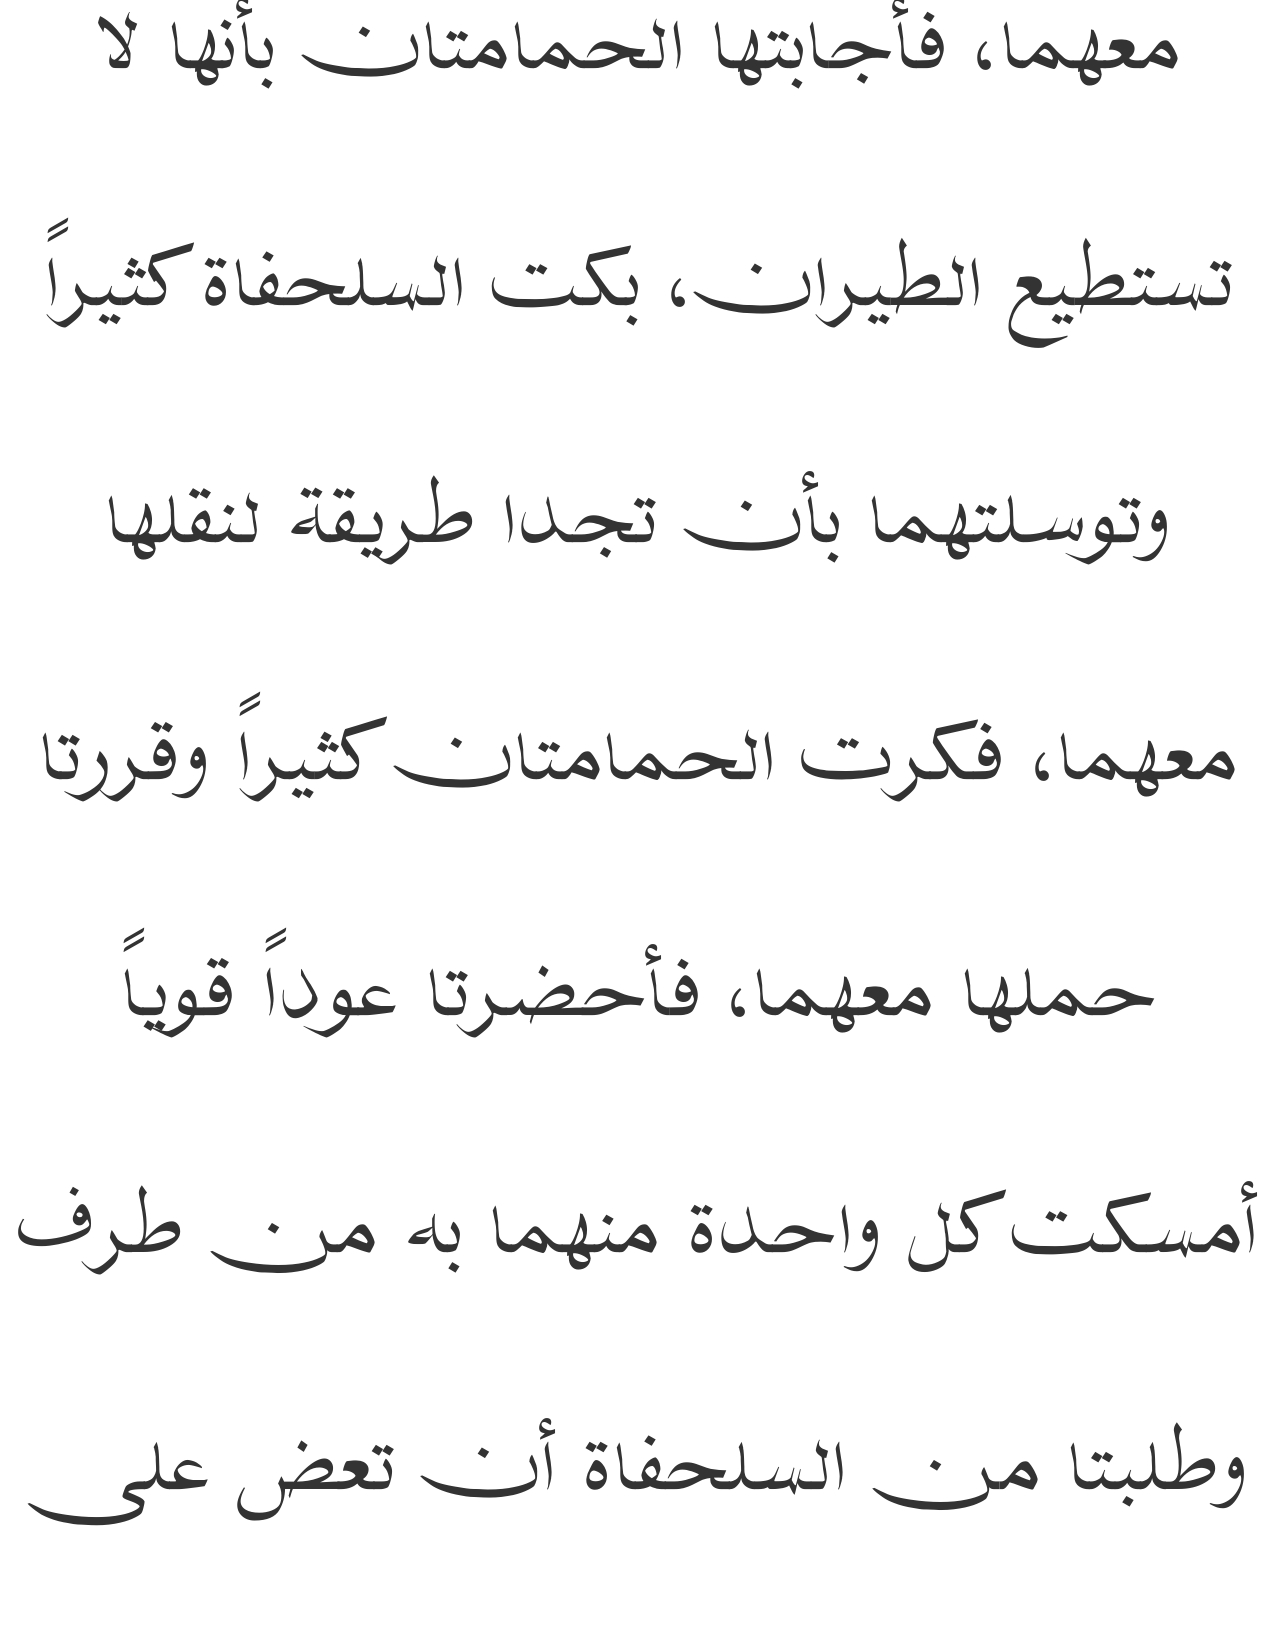 معهما، فأجابتها الحمامتان بأنها لا
تستطيع الطيران، بكت السلحفاة كثيراً
وتوسلتهما بأن تجدا طريقة لنقلها
معهما، فكرت الحمامتان كثيراً وقررتا
حملها معهما، فأحضرتا عوداً قوياً
أمسكت كل واحدة منهما به من طرف
وطلبتا من السلحفاة أن تعض على